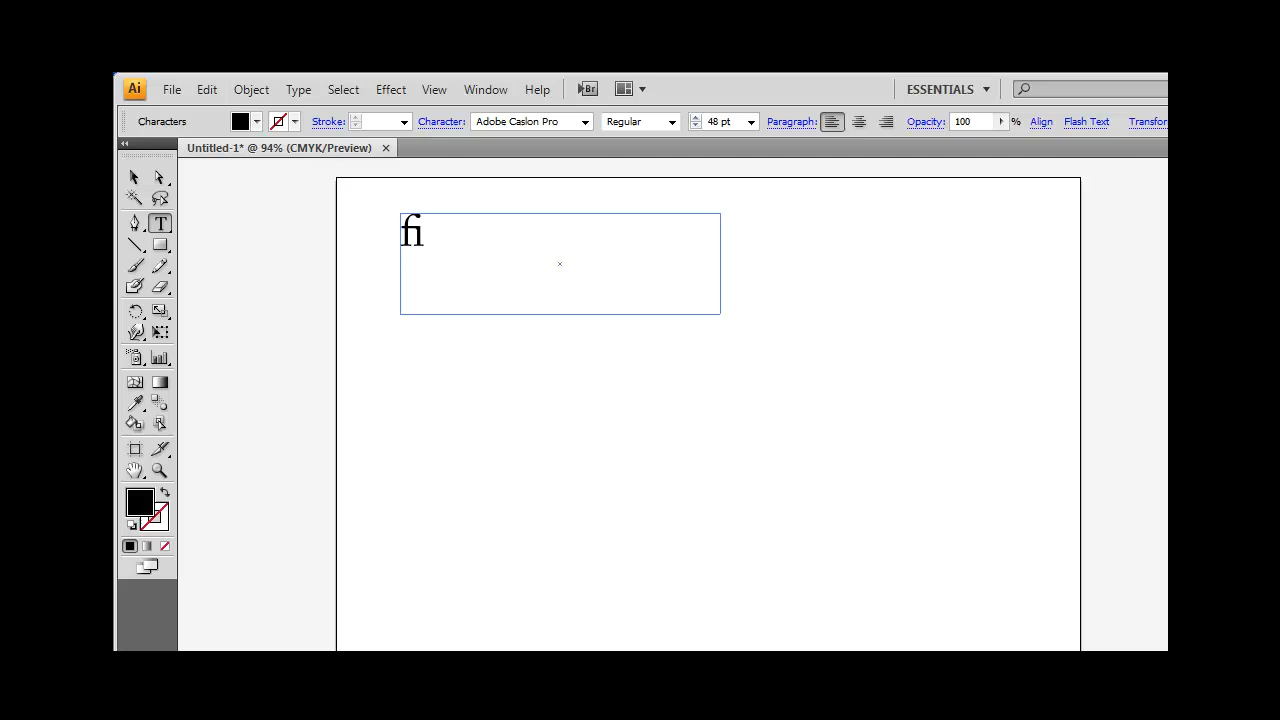 Ai File Edit Object Type Select Effect View Window Help Br ESSENTIALS
Characters Stroke: Character: Adobe Caslon Pro Regular 48 pt Paragraph: Opacity: 100 % Align Flash Text Transfor
Untitled-1* @ 94% (CMYK/Preview) ×
T
fi